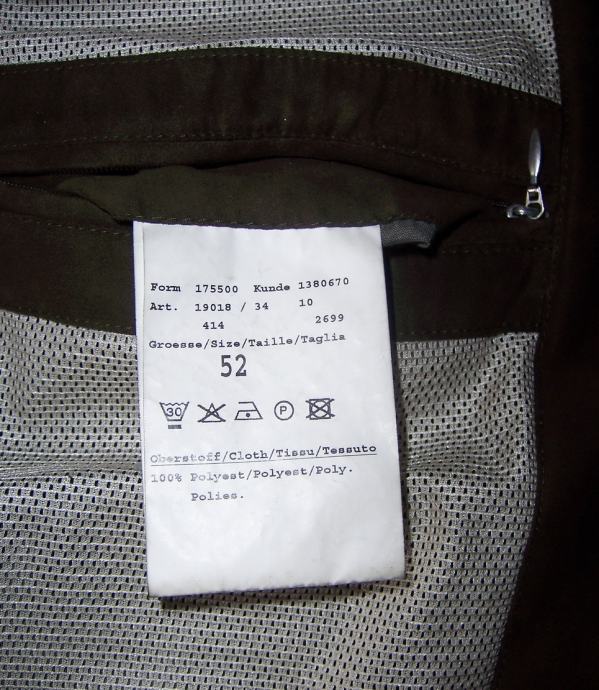 Form 175500 Kunde 1380670
Art. 19018 / 34 10
414 2699
Groesse/Size/Taille/Taglia
52
30 P
Oberstoff/Cloth/Tissu/Tessuto
100% Polyest/Polyest/Poly.
Polies.